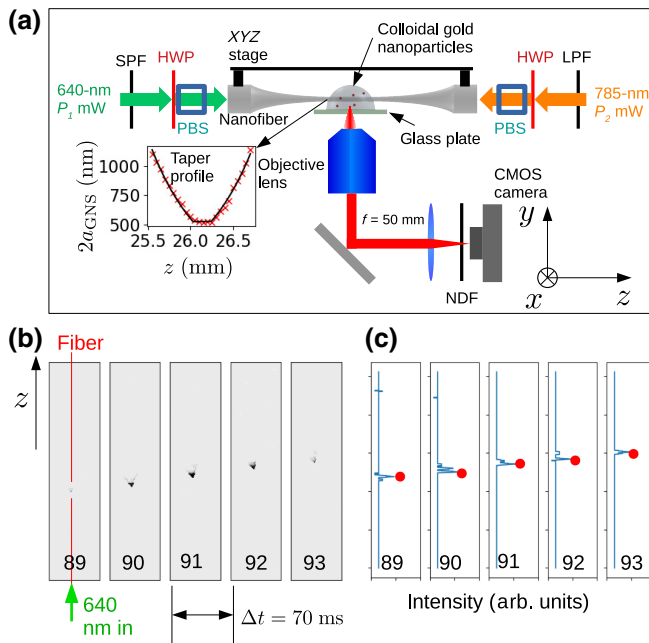 (a)
XYZ
stage
Colloidal gold
nanoparticles
SPF
HWP
HWP
LPF
640-nm
P₁ mW
785-nm
P₂ mW
PBS
Nanofiber
PBS
Glass plate
Taper
profile
Objective
lens
CMOS
camera
1000
750
500
2a_GNS (nm)
25.5 26.0 26.5
z (mm)
f = 50 mm
NDF
y
x
z
(b)
(c)
Fiber
z
89 90 91 92 93
89 90 91 92 93
640
nm in
Δt = 70 ms
Intensity (arb. units)